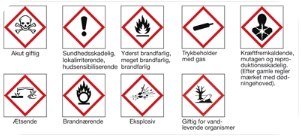 Akut giftig
Sundhedsskadelig,
lokalirriterende,
hudsensibiliserende
Yderst brandfarlig,
meget brandfarlig,
brandfarlig
Trykbeholder
med gas
Kræftfremkaldende,
mutagen og repro-
duktionsskadelig.
(Efter gamle regler
mærket med død-
ningehoved).
Ætsende
Brandnærende
Eksplosiv
Giftig for vand-
levende organismer